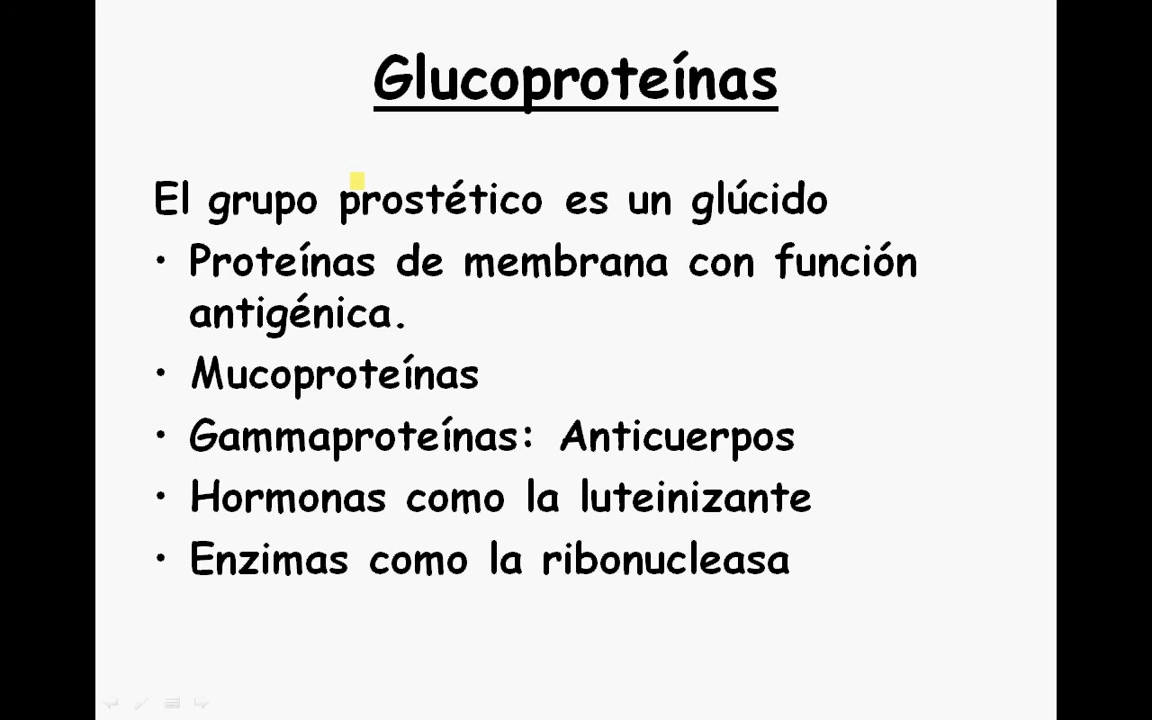 Glucoproteínas
El grupo prostético es un glúcido
• Proteínas de membrana con función
antigénica.
• Mucoproteínas
• Gammaproteínas: Anticuerpos
• Hormonas como la luteinizante
• Enzimas como la ribonucleasa